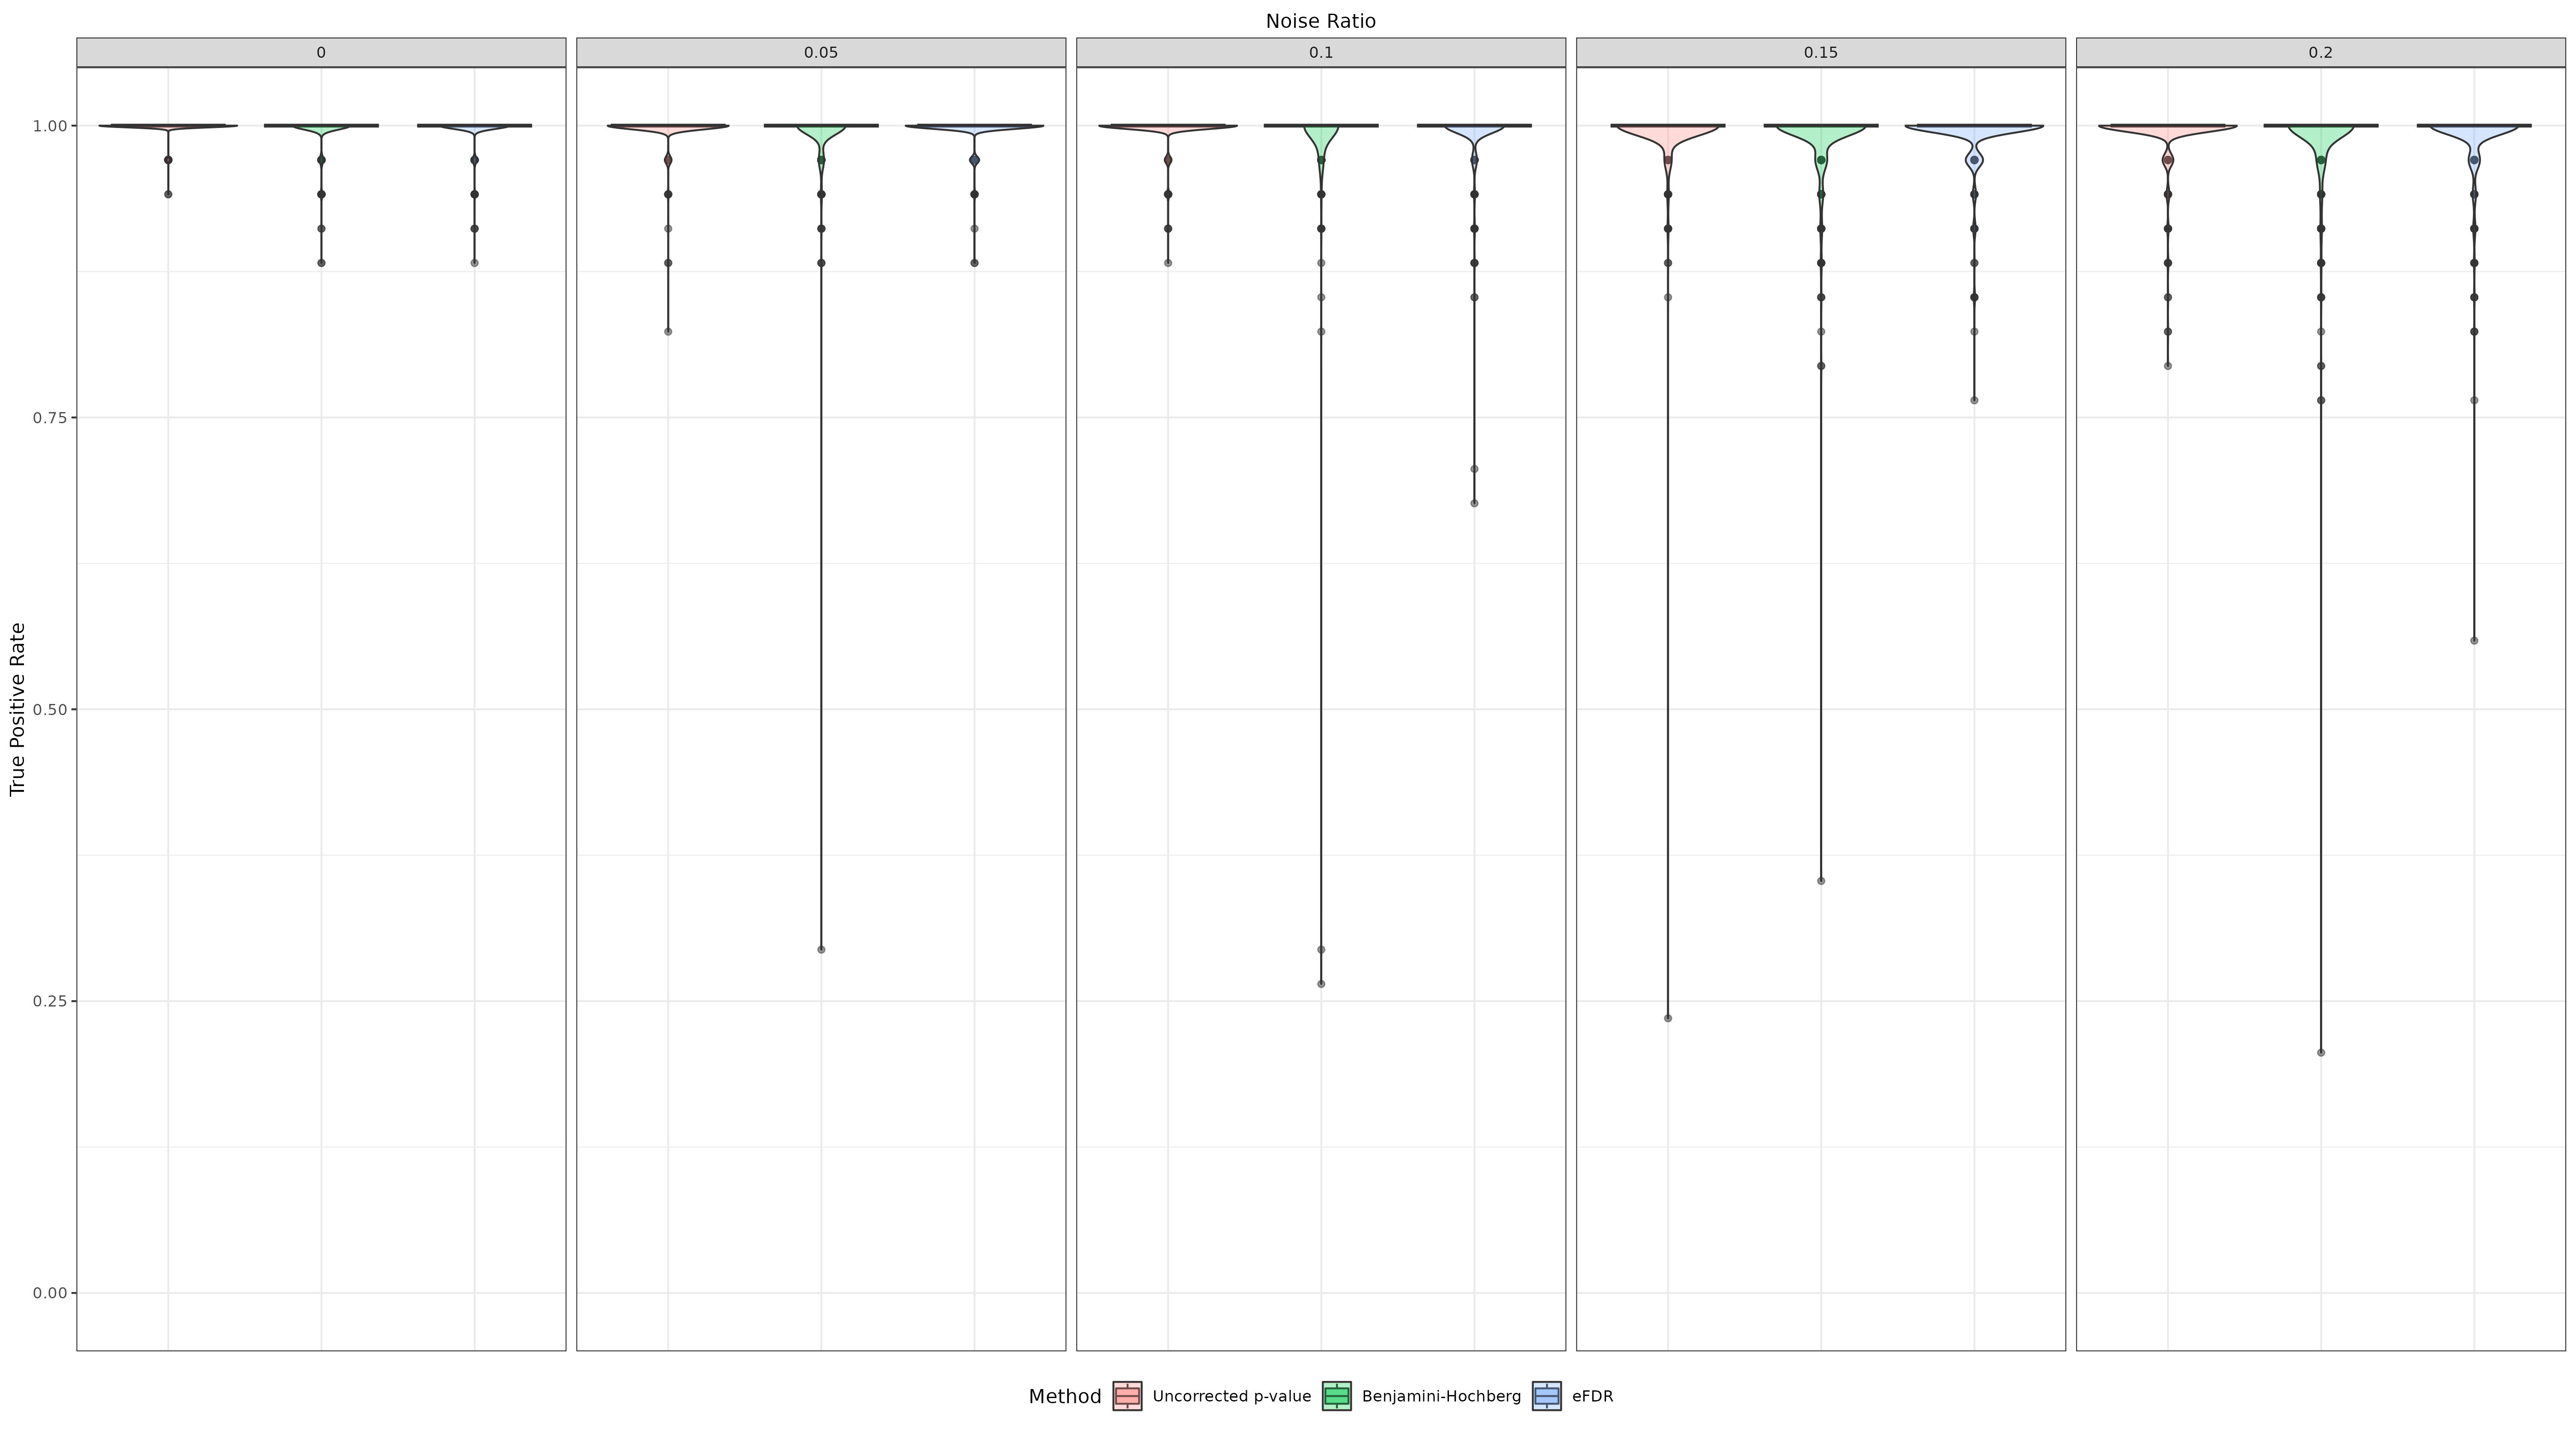 Noise Ratio
0 0.05 0.1 0.15 0.2
1.00
0.75
0.50
0.25
0.00
True Positive Rate
Method Uncorrected p-value Benjamini-Hochberg eFDR